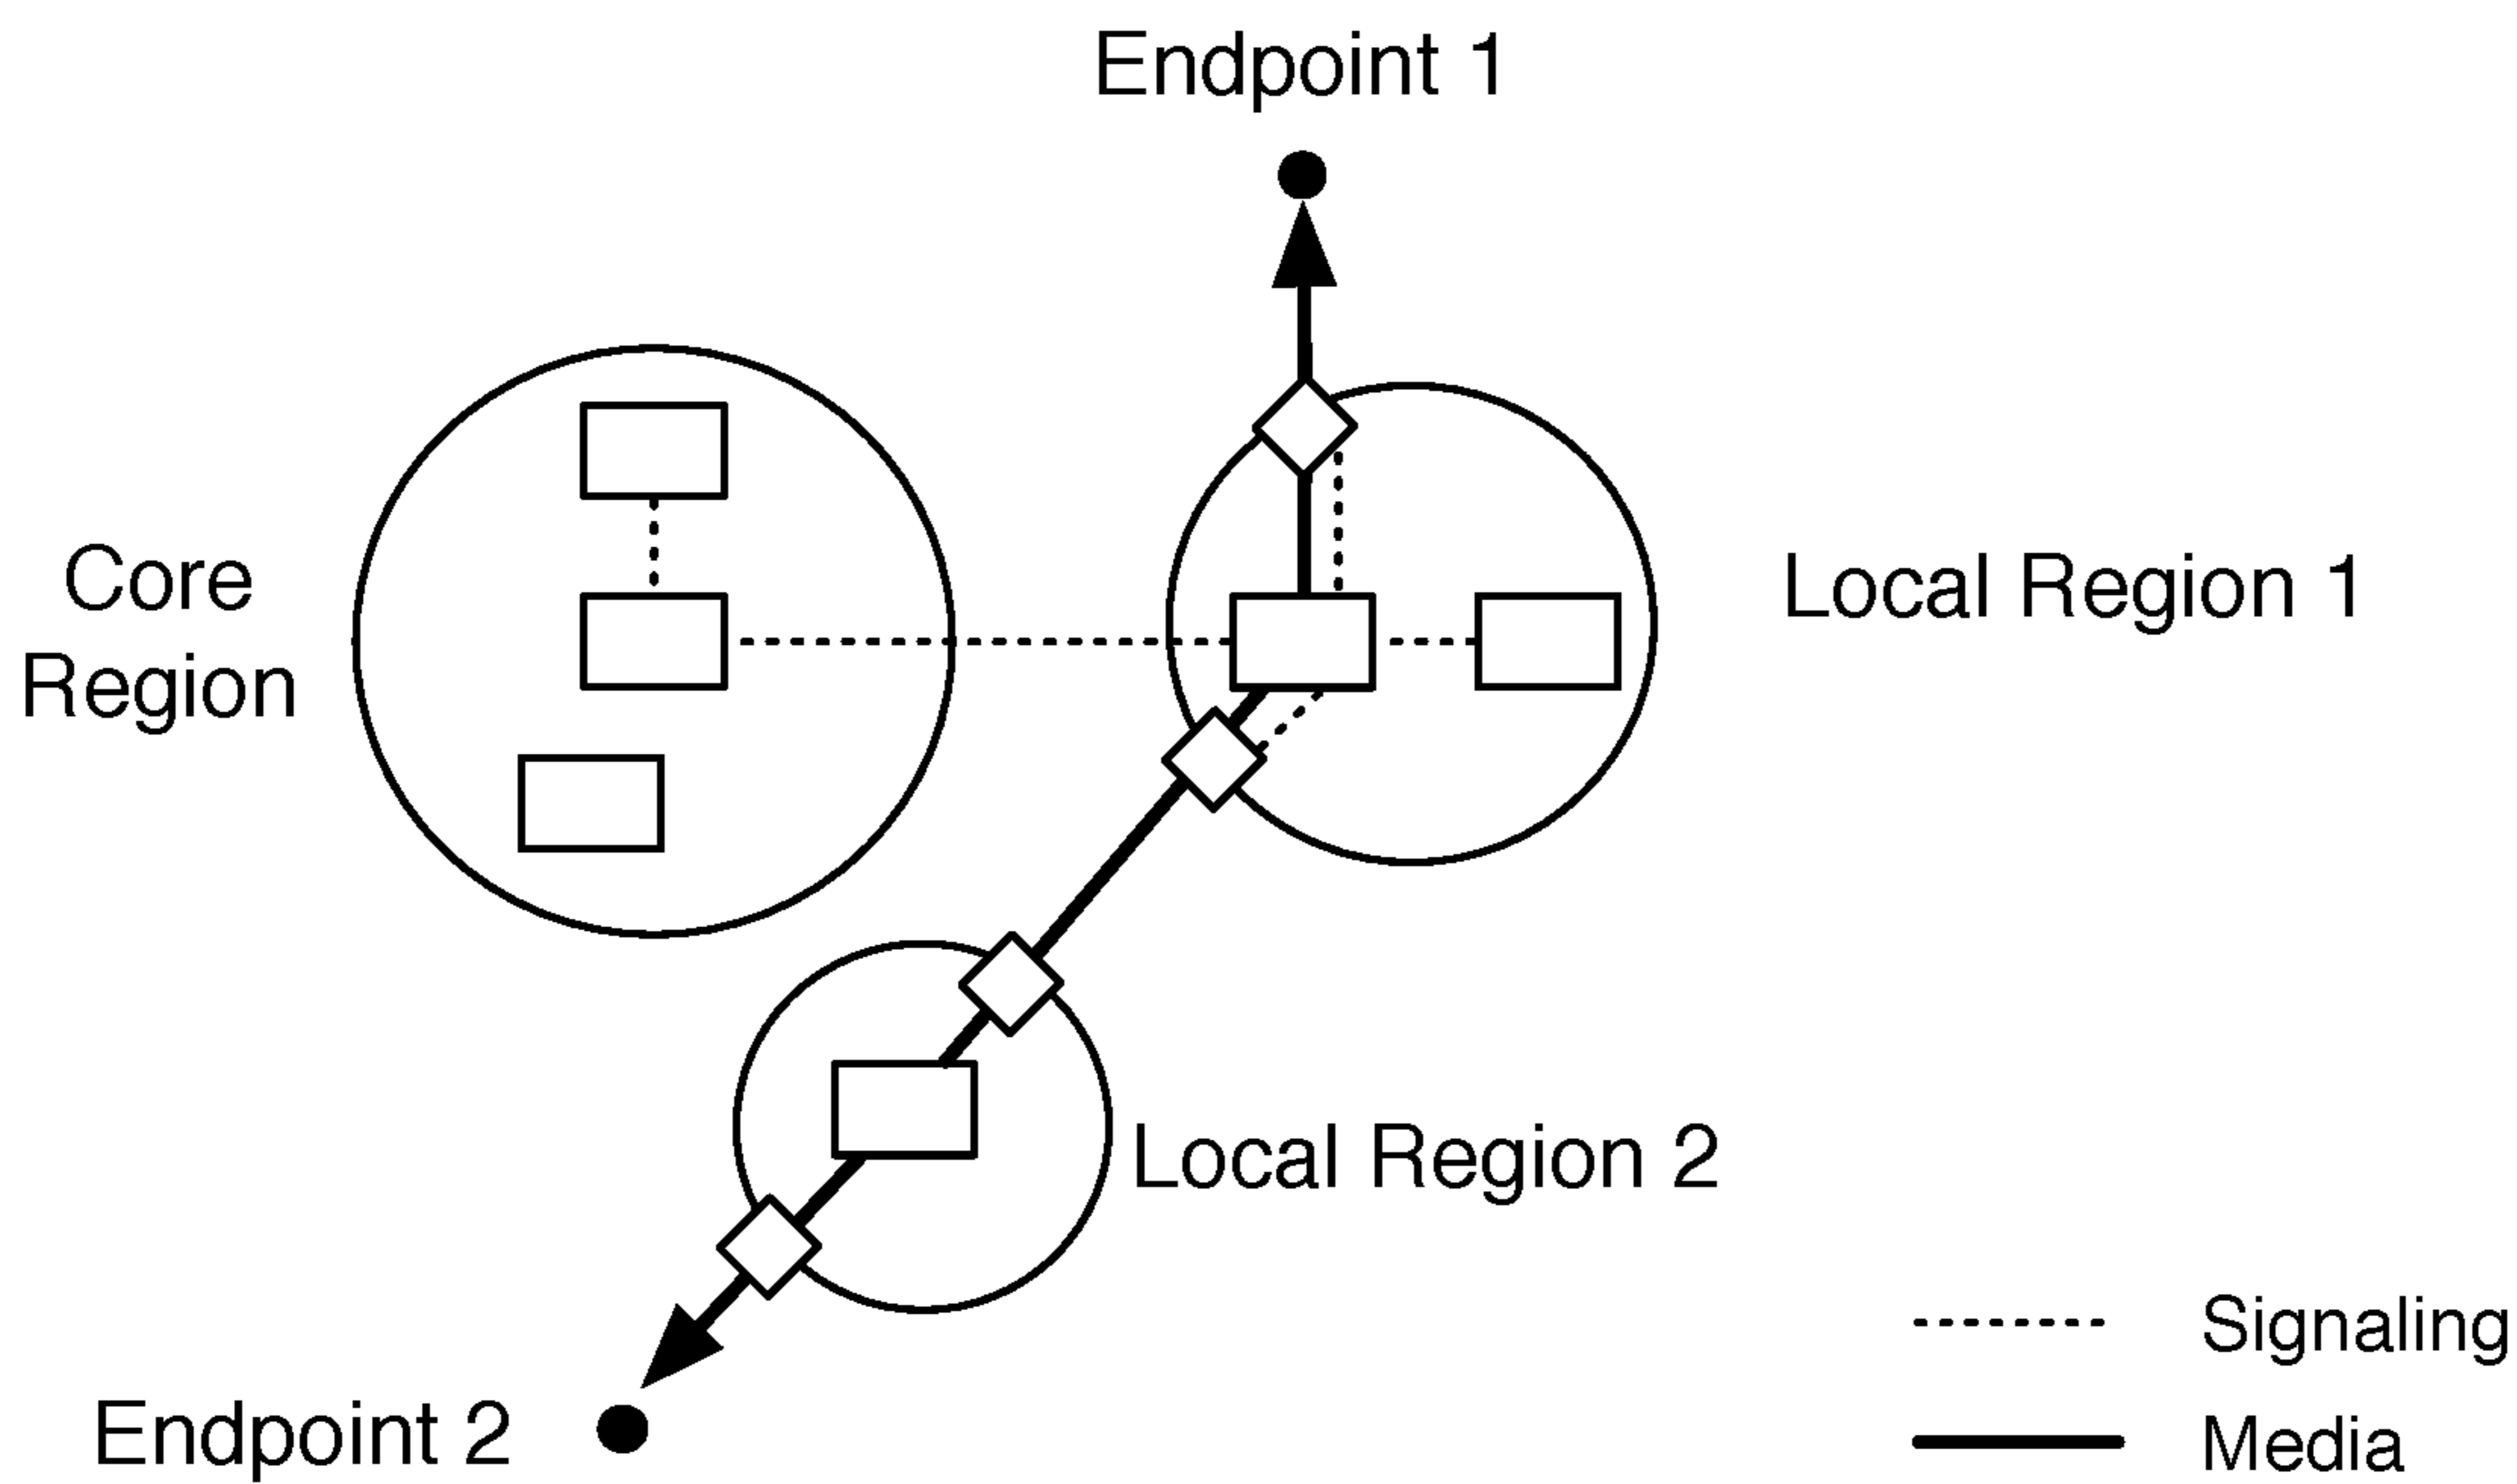 Endpoint 1
Core
Region
Local Region 1
Local Region 2
Signaling
Endpoint 2
Media